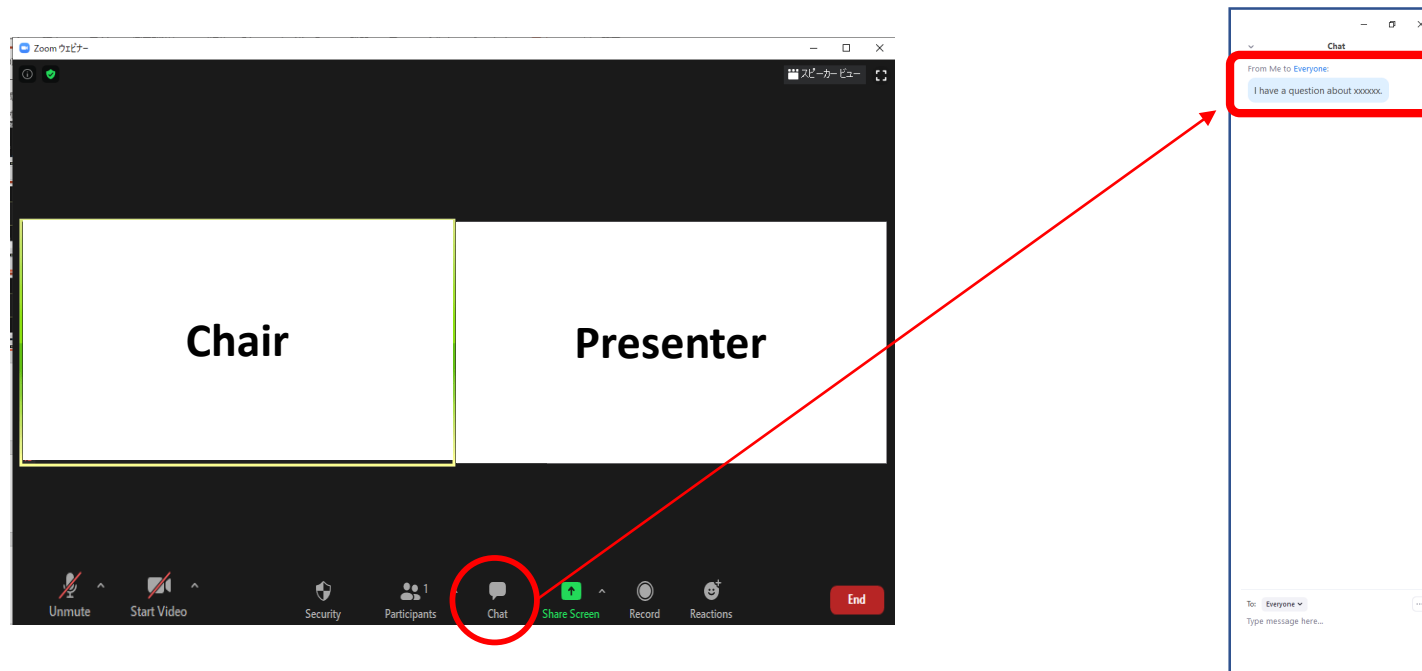 Zoom ウェビナー
スピーカー ビュー
Chair
Presenter
Unmute
Start Video
Security
1
Participants
Chat
Share Screen
Record
Reactions
End
Chat
From Me to Everyone:
I have a question about xxxxxx.
To: Everyone
Type message here...